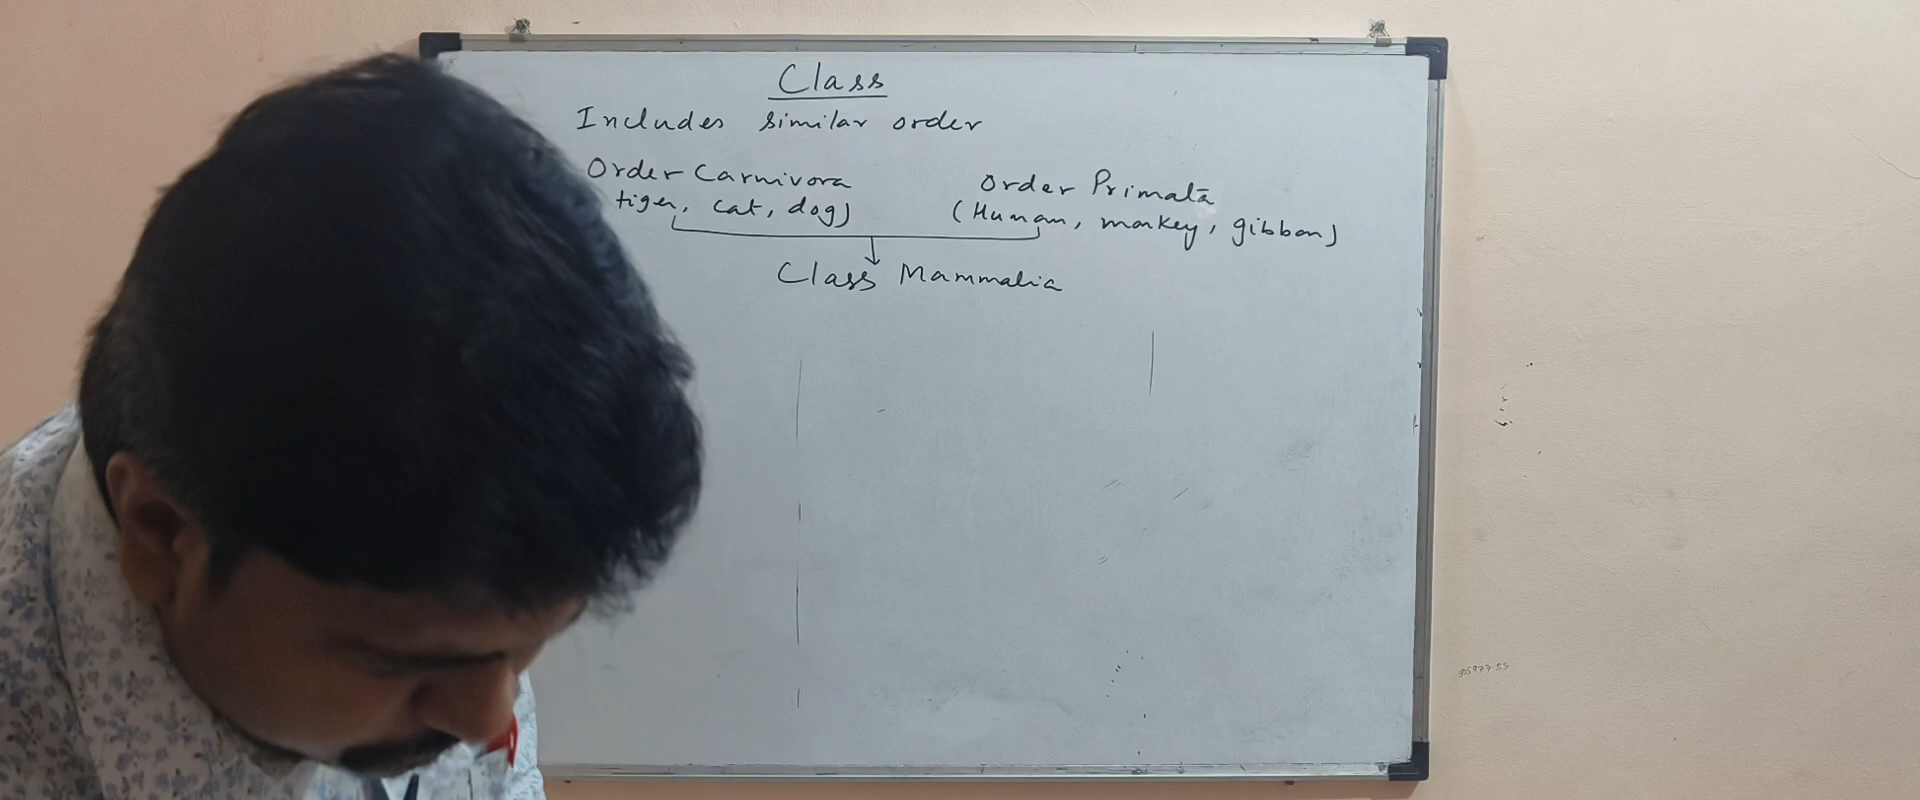 Class
Includes similar order
Order Carnivora
tiger, cat, dog)
Order Primata
(Human, monkey, gibbon)
Class Mammalia